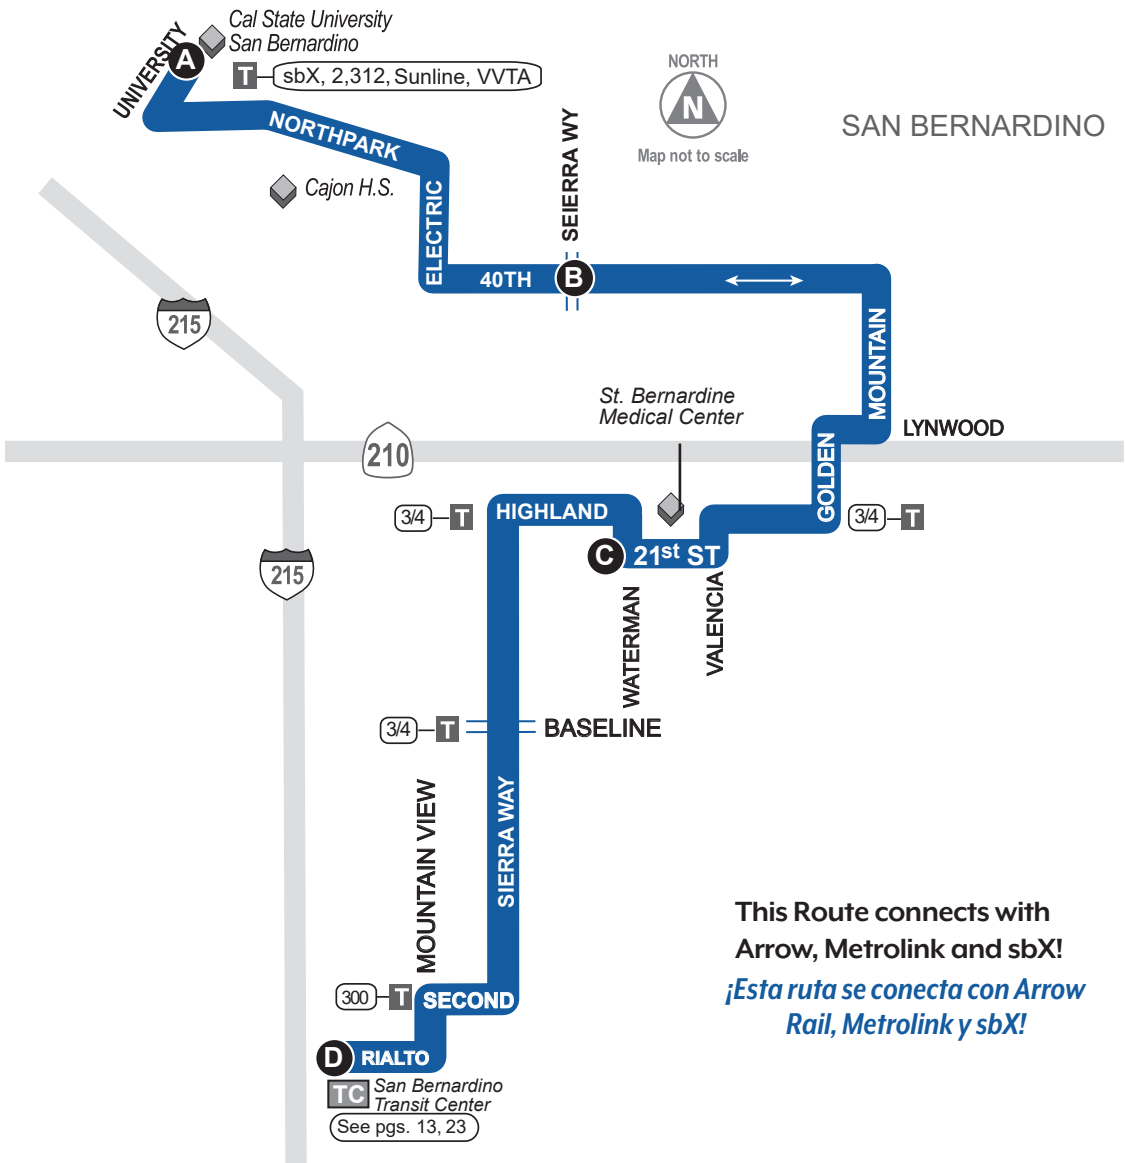 Cal State University
San Bernardino
UNIVERSITY
A
T
sbX, 2,312, Sunline, VVTA
NORTH
N
Map not to scale
SAN BERNARDINO
NORTHPARK
Cajon H.S.
ELECTRIC
SEIERRA WY
40TH
B
215
MOUNTAIN
St. Bernardine
Medical Center
LYNWOOD
210
GOLDEN
3/4
T
HIGHLAND
3/4
T
C
21st ST
215
WATERMAN
VALENCIA
3/4
T
BASELINE
MOUNTAIN VIEW
SIERRA WAY
This Route connects with
Arrow, Metrolink and sbX!
¡Esta ruta se conecta con Arrow
Rail, Metrolink y sbX!
300
T
SECOND
D
RIALTO
TC
San Bernardino
Transit Center
See pgs. 13, 23